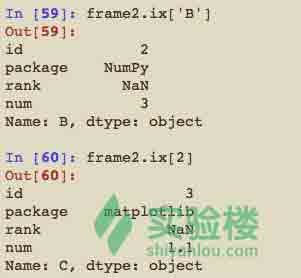 In [59]: frame2.ix['B']
Out[59]:
id               2
package      NumPy
rank           NaN
num              3
Name: B, dtype: object
In [60]: frame2.ix[2]
Out[60]:
id                  3
package    matplotlib
rank              NaN
num               1.1
Name: C, dtype: object
实验楼
shiyanlou.com